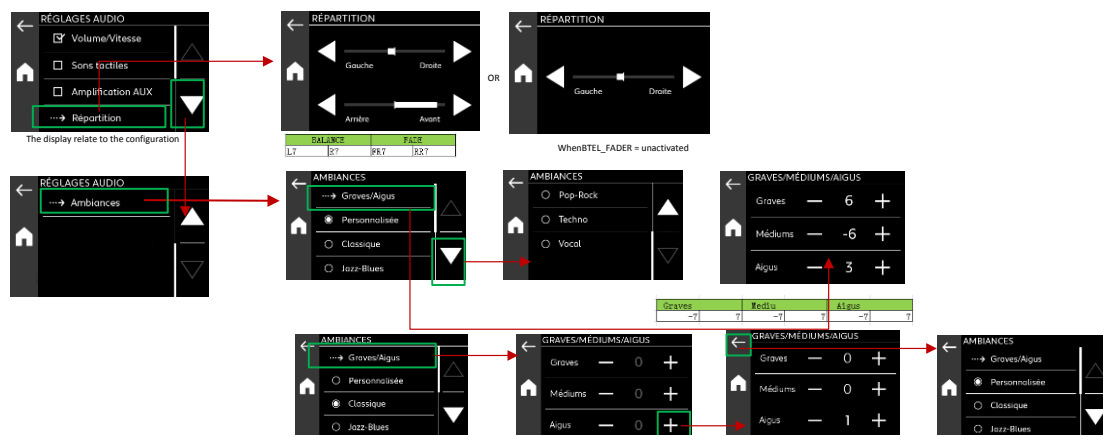 RÉGLAGES AUDIO
Volume/Vitesse
Sons tactiles
Amplification AUX
Répartition
The display relate to the configuration
RÉPARTITION
Gauche Droite
Arrière Avant
BALANCE FADE
L7 R7 FR7 RR7
OR
RÉPARTITION
Gauche Droite
WhenBTEL_FADER = unactivated
RÉGLAGES AUDIO
Ambiances
AMBIANCES
Graves/Aigus
Personnalisée
Classique
Jazz-Blues
AMBIANCES
Pop-Rock
Techno
Vocal
GRAVES/MÉDIUMS/AIGUS
Graves — 6 +
Médiums — -6 +
Aigus — 3 +
Graves Mediu Aigus
-7 7 -7 7 -7 7
AMBIANCES
Graves/Aigus
Personnalisée
Classique
Jazz-Blues
GRAVES/MÉDIUMS/AIGUS
Graves — 0 +
Médiums — 0 +
Aigus — 0 +
GRAVES/MÉDIUMS/AIGUS
Graves — 0 +
Médiums — 0 +
Aigus — 1 +
AMBIANCES
Graves/Aigus
Personnalisée
Classique
Jazz-Blues